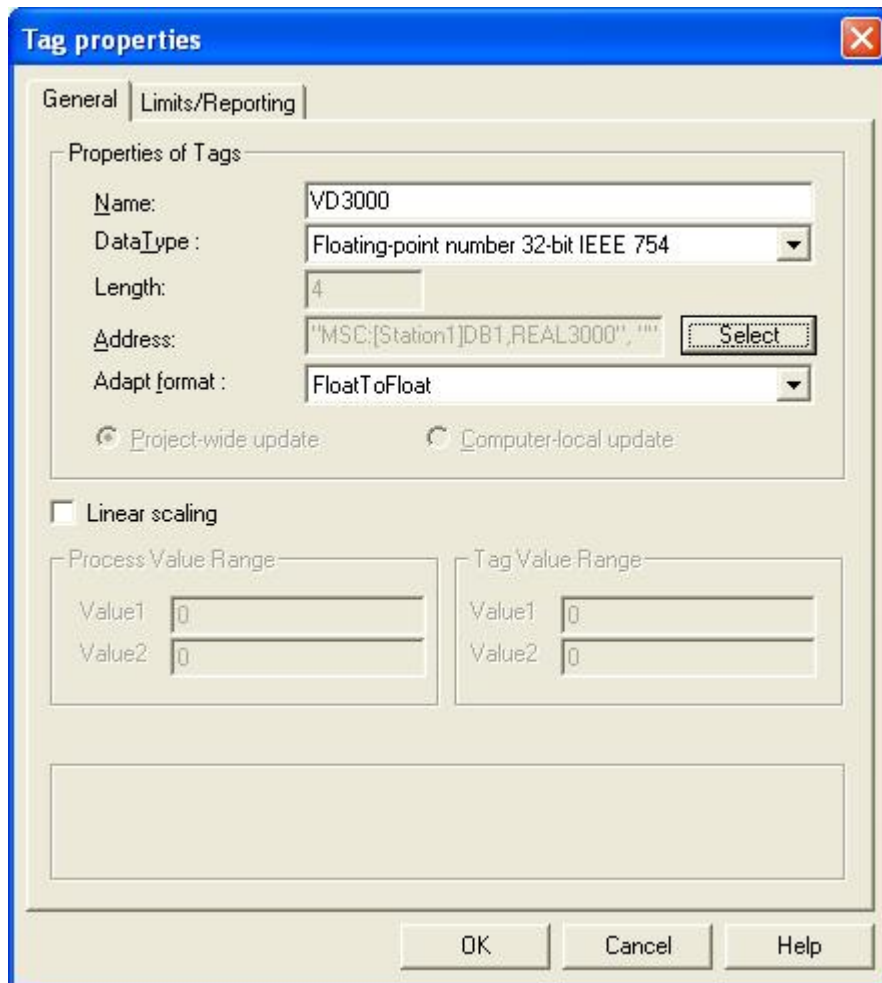 Tag properties
General Limits/Reporting
Properties of Tags
Name: VD3000
DataType : Floating-point number 32-bit IEEE 754
Length: 4
Address: "MSC:[Station1]DB1,REAL3000", "" Select
Adapt format : FloatToFloat
Project-wide update Computer-local update
Linear scaling
Process Value Range Tag Value Range
Value1 0 Value1 0
Value2 0 Value2 0
OK Cancel Help